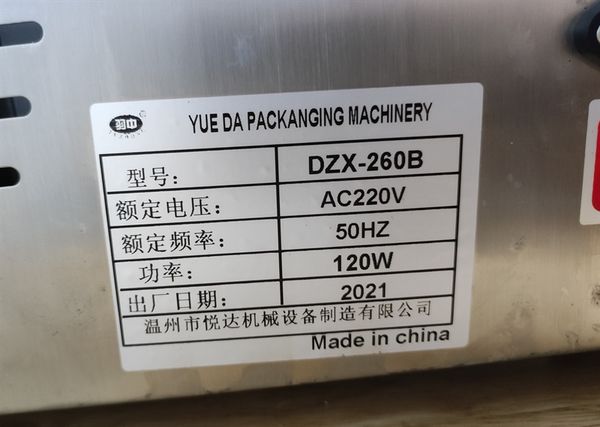 YUE DA PACKANGING MACHINERY
型号: DZX-260B
额定电压: AC220V
额定频率: 50HZ
功率: 120W
出厂日期: 2021
温州市悦达机械设备制造有限公司
Made in china